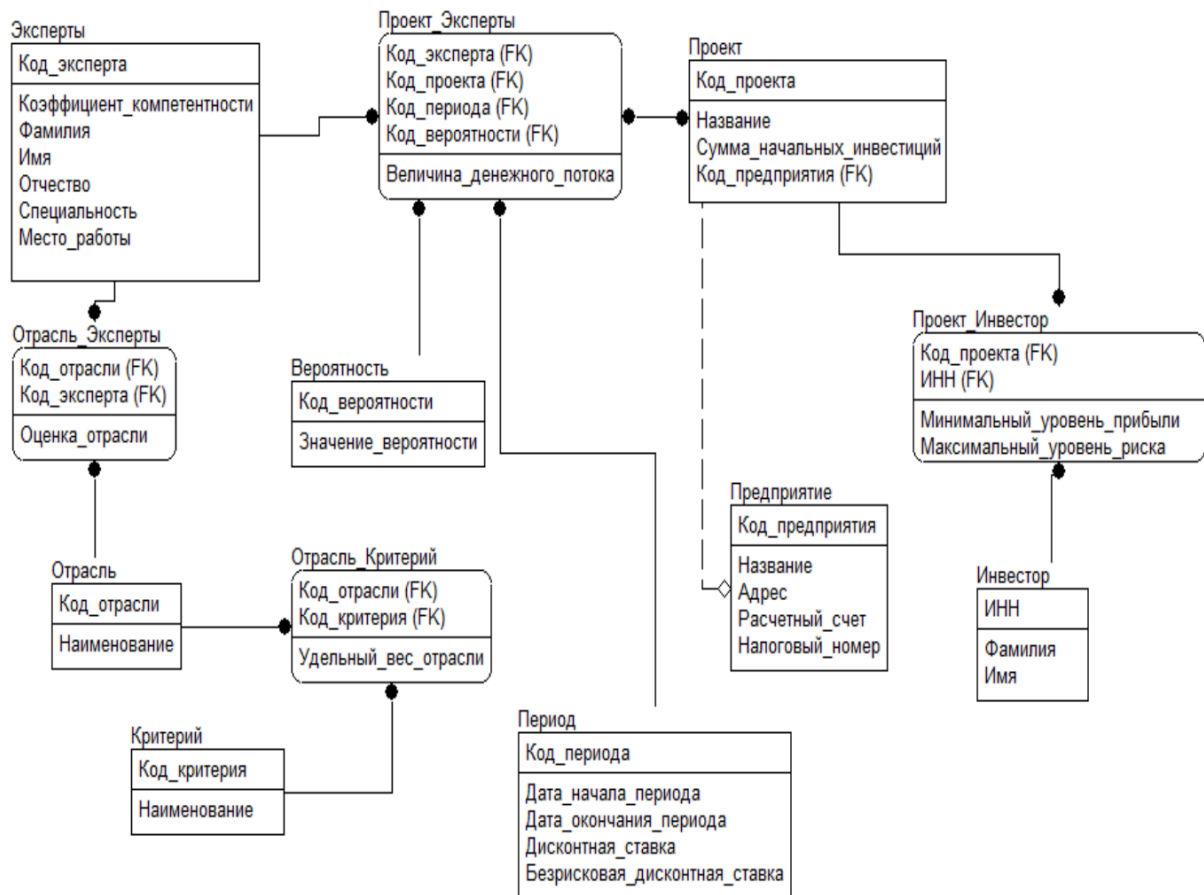 Эксперты
Код_эксперта
Коэффициент_компетентности
Фамилия
Имя
Отчество
Специальность
Место_работы
Проект_Эксперты
Код_эксперта (FK)
Код_проекта (FK)
Код_периода (FK)
Код_вероятности (FK)
Величина_денежного_потока
Проект
Код_проекта
Название
Сумма_начальных_инвестиций
Код_предприятия (FK)
Отрасль_Эксперты
Код_отрасли (FK)
Код_эксперта (FK)
Оценка_отрасли
Вероятность
Код_вероятности
Значение_вероятности
Проект_Инвестор
Код_проекта (FK)
ИНН (FK)
Минимальный_уровень_прибыли
Максимальный_уровень_риска
Предприятие
Код_предприятия
Название
Адрес
Расчетный_счет
Налоговый_номер
Отрасль
Код_отрасли
Наименование
Отрасль_Критерий
Код_отрасли (FK)
Код_критерия (FK)
Удельный_вес_отрасли
Инвестор
ИНН
Фамилия
Имя
Критерий
Код_критерия
Наименование
Период
Код_периода
Дата_начала_периода
Дата_окончания_периода
Дисконтная_ставка
Безрисковая_дисконтная_ставка